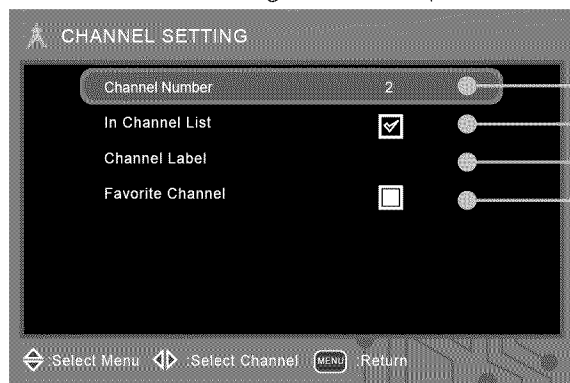 CHANNEL SETTING
Channel Number 2
In Channel List
Channel Label
Favorite Channel
:Select Menu :Select Channel MENU :Return